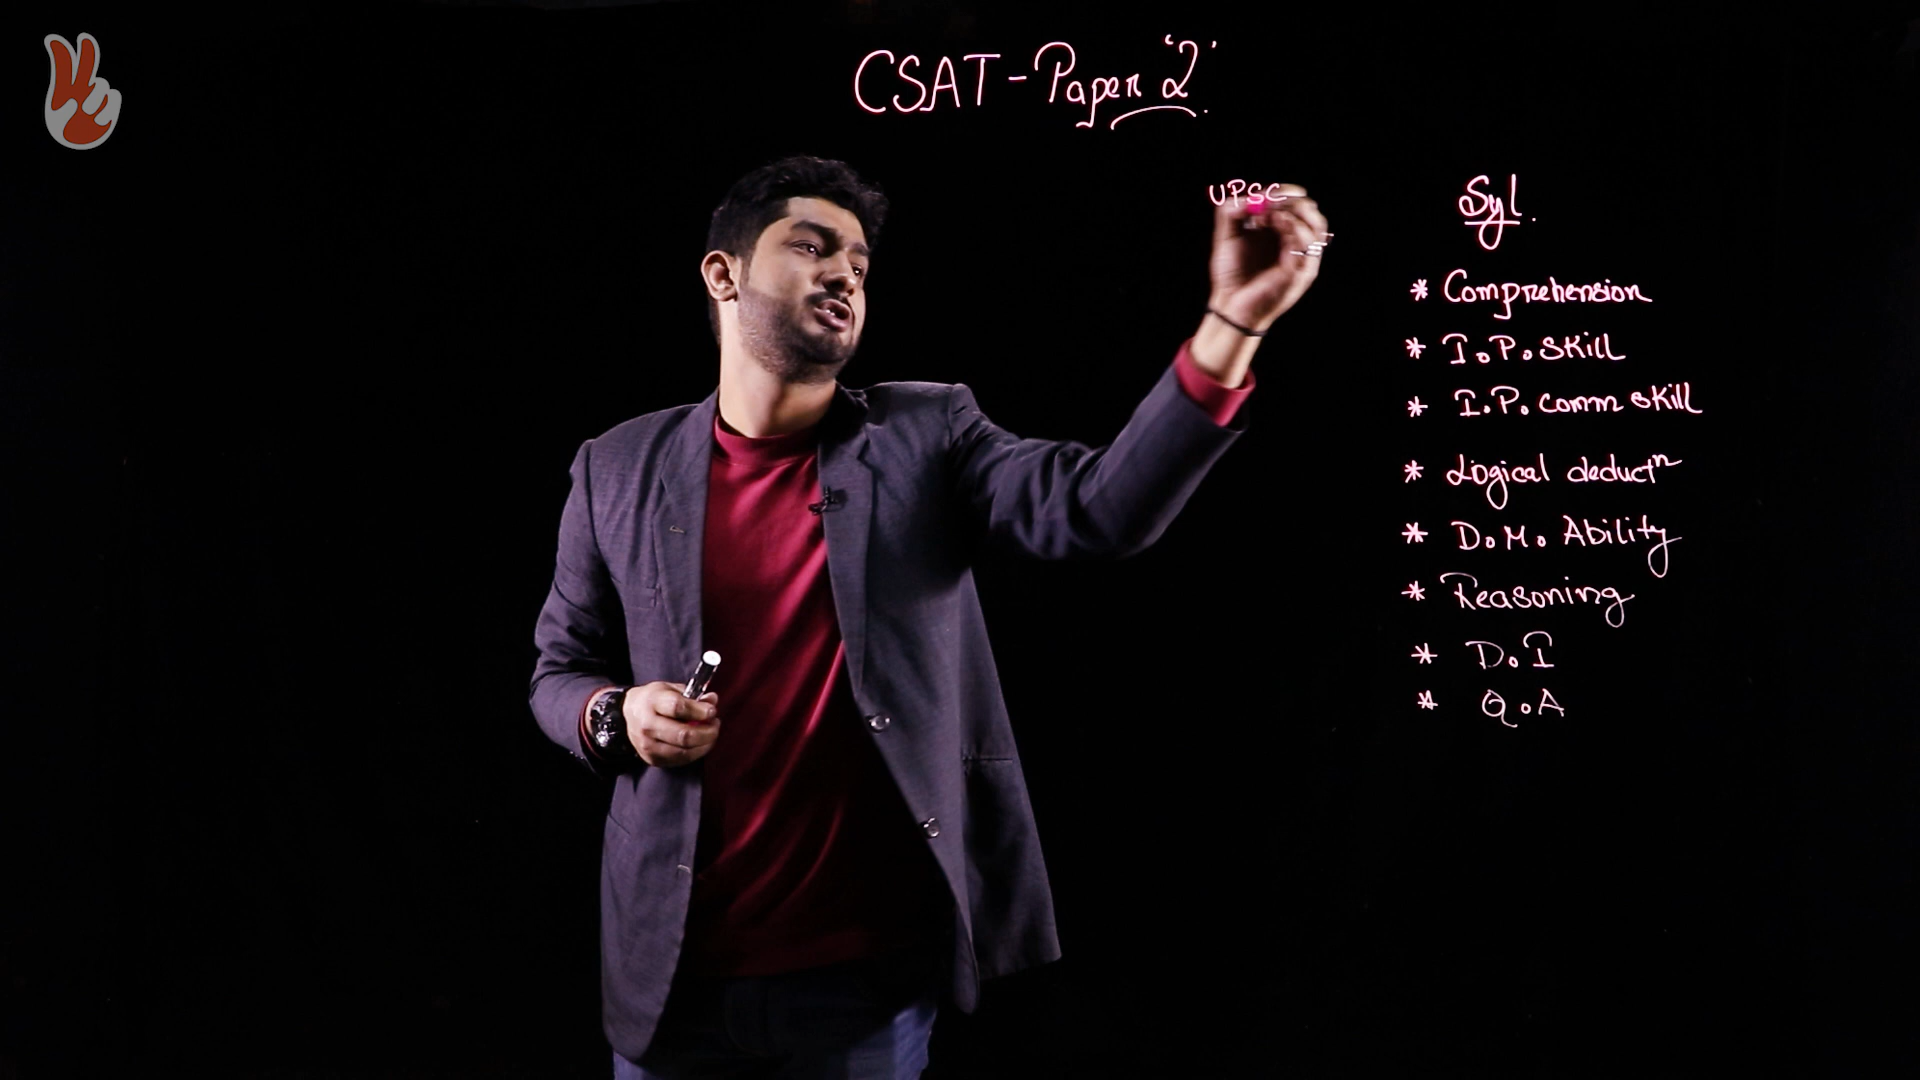 CSAT-Paper '2'.
UPSC
Syl.
* Comprehension
* I.P. Skill
* I.P. comm skill
* Logical deductⁿ
* D.M. Ability
* Reasoning
* D.I
* Q.A